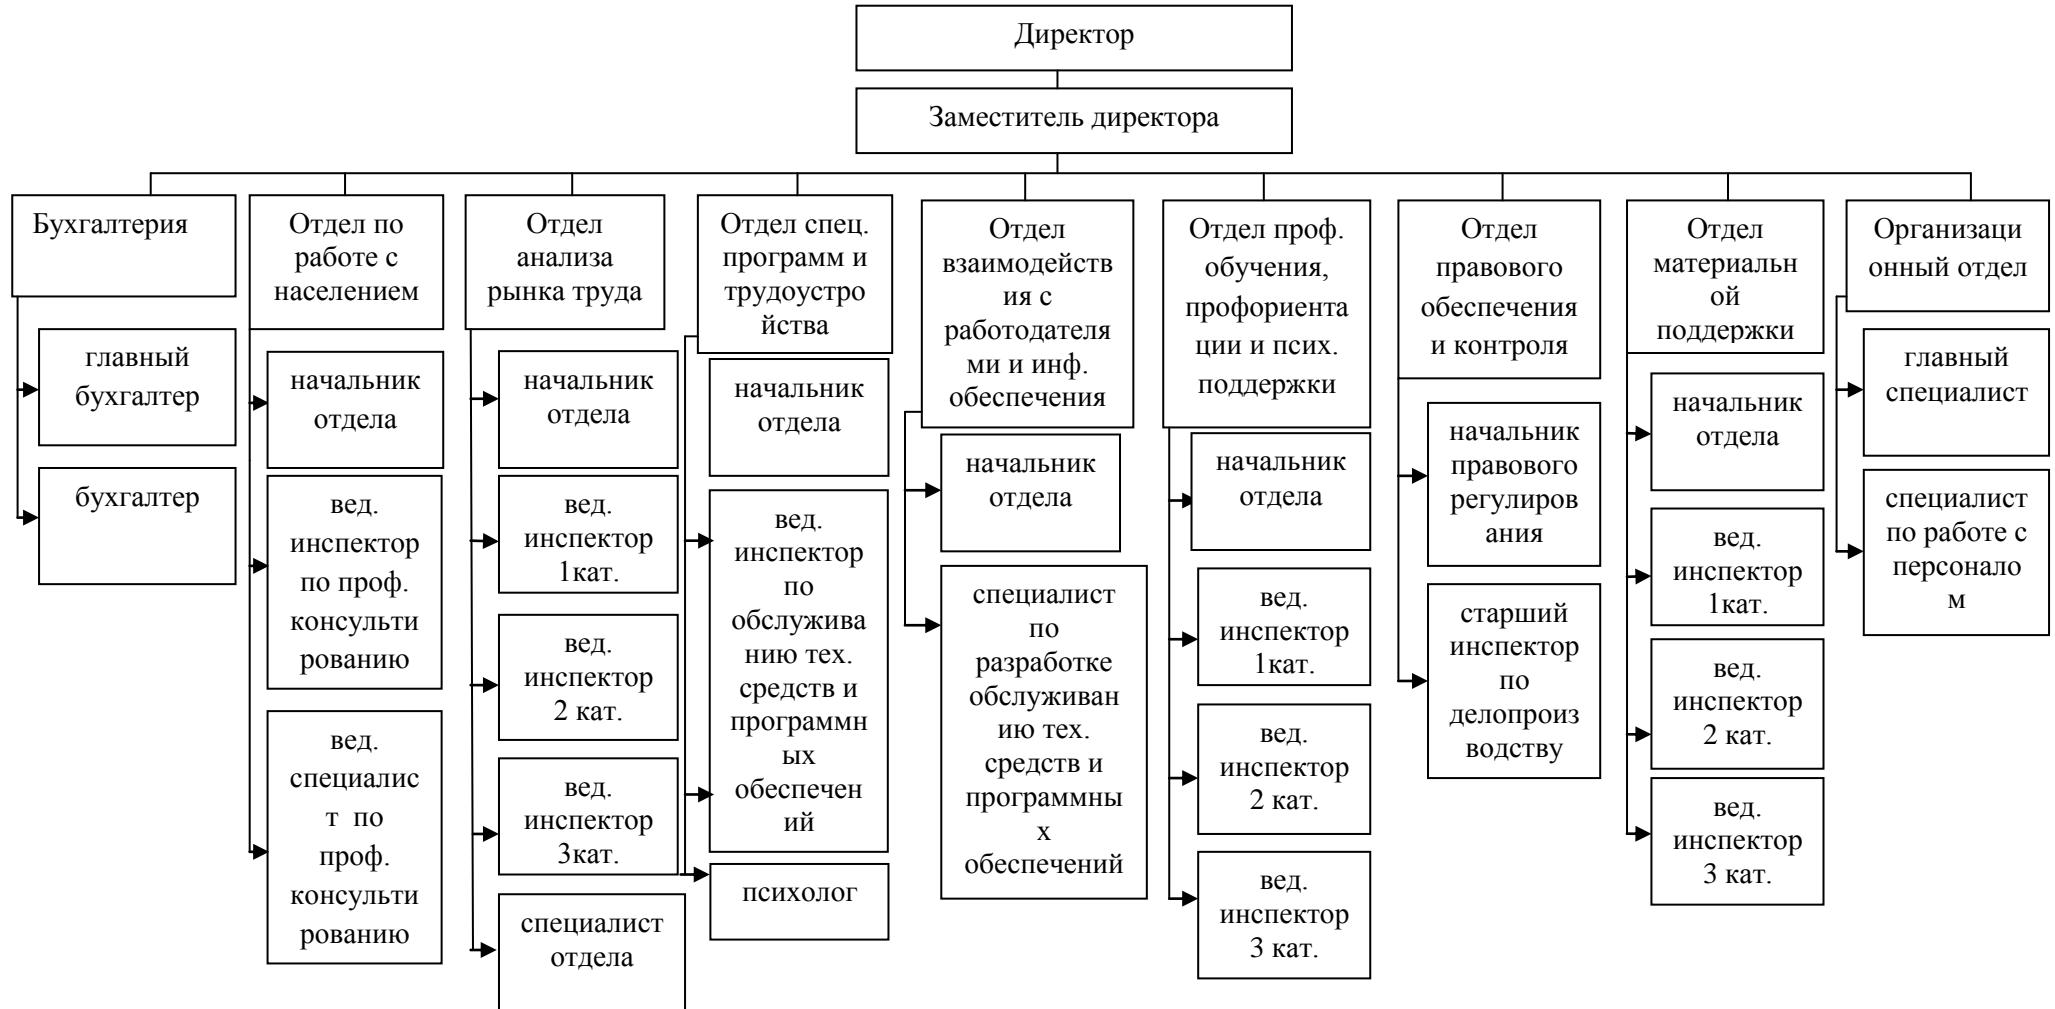 Директор
Заместитель директора
Бухгалтерия
главный
бухгалтер
бухгалтер
Отдел по
работе с
населением
начальник
отдела
вед.
инспектор
по проф.
консульти
рованию
вед.
специалис
т по
проф.
консульти
рованию
Отдел
анализа
рынка труда
начальник
отдела
вед.
инспектор
1кат.
вед.
инспектор
2 кат.
вед.
инспектор
3кат.
специалист
отдела
Отдел спец.
программ и
трудоустро
йства
начальник
отдела
вед.
инспектор
по
обслужива
нию тех.
средств и
программн
ых
обеспечен
ий
психолог
Отдел
взаимодейств
ия с
работодателя
ми и инф.
обеспечения
начальник
отдела
специалист
по
разработке
обслуживан
ию тех.
средств и
программны
х
обеспечений
Отдел проф.
обучения,
профориента
ции и псих.
поддержки
начальник
отдела
вед.
инспектор
1кат.
вед.
инспектор
2 кат.
вед.
инспектор
3 кат.
Отдел
правового
обеспечения
и контроля
начальник
правового
регулиров
ания
старший
инспектор
по
делопроиз
водству
Отдел
материальн
ой
поддержки
начальник
отдела
вед.
инспектор
1кат.
вед.
инспектор
2 кат.
вед.
инспектор
3 кат.
Организаци
онный отдел
главный
специалист
специалист
по работе с
персонало
м